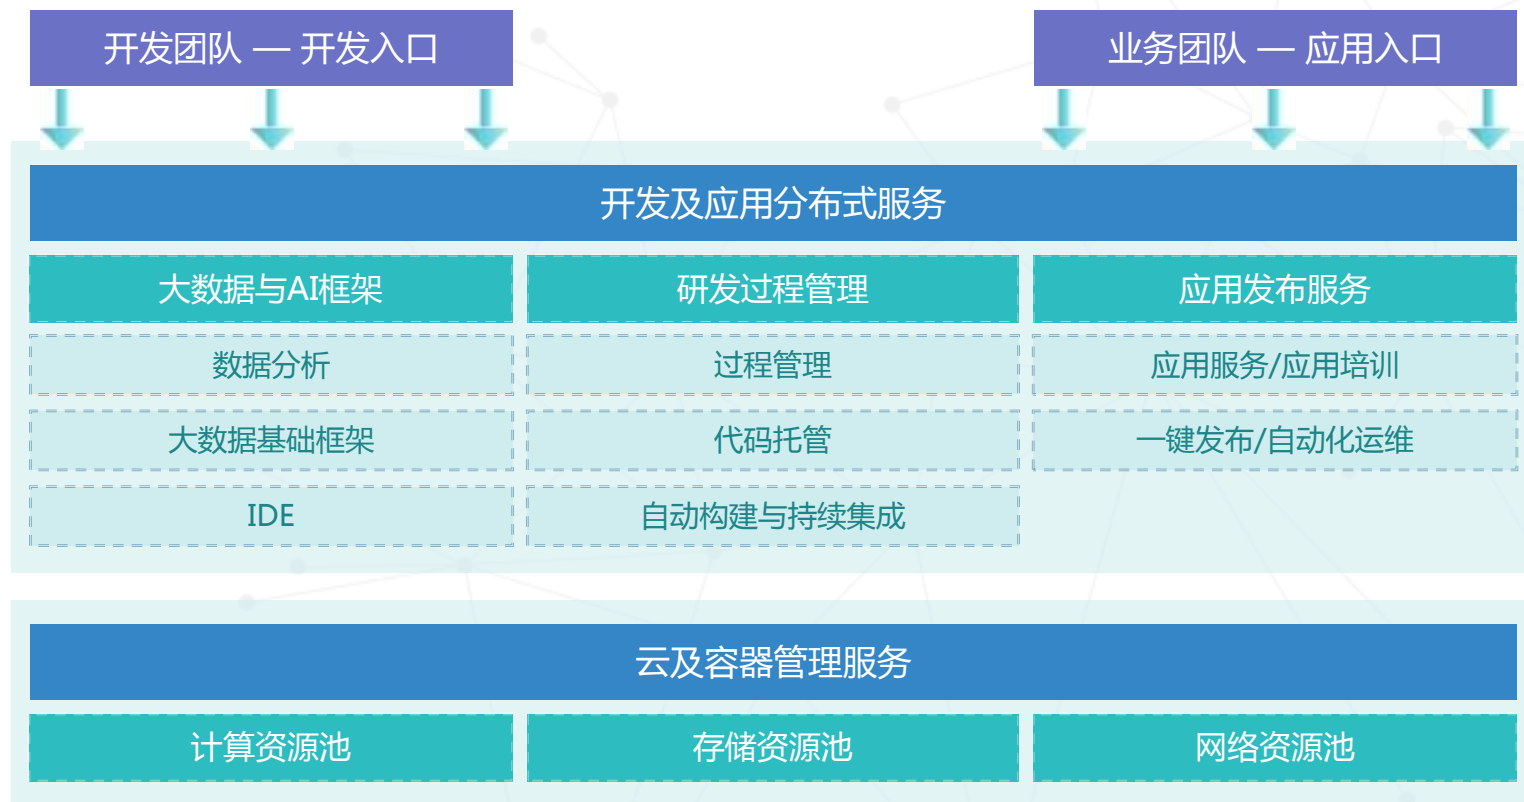 开发团队 — 开发入口
业务团队 — 应用入口
开发及应用分布式服务
大数据与AI框架
研发过程管理
应用发布服务
数据分析
过程管理
应用服务/应用培训
大数据基础框架
代码托管
一键发布/自动化运维
IDE
自动构建与持续集成
云及容器管理服务
计算资源池
存储资源池
网络资源池